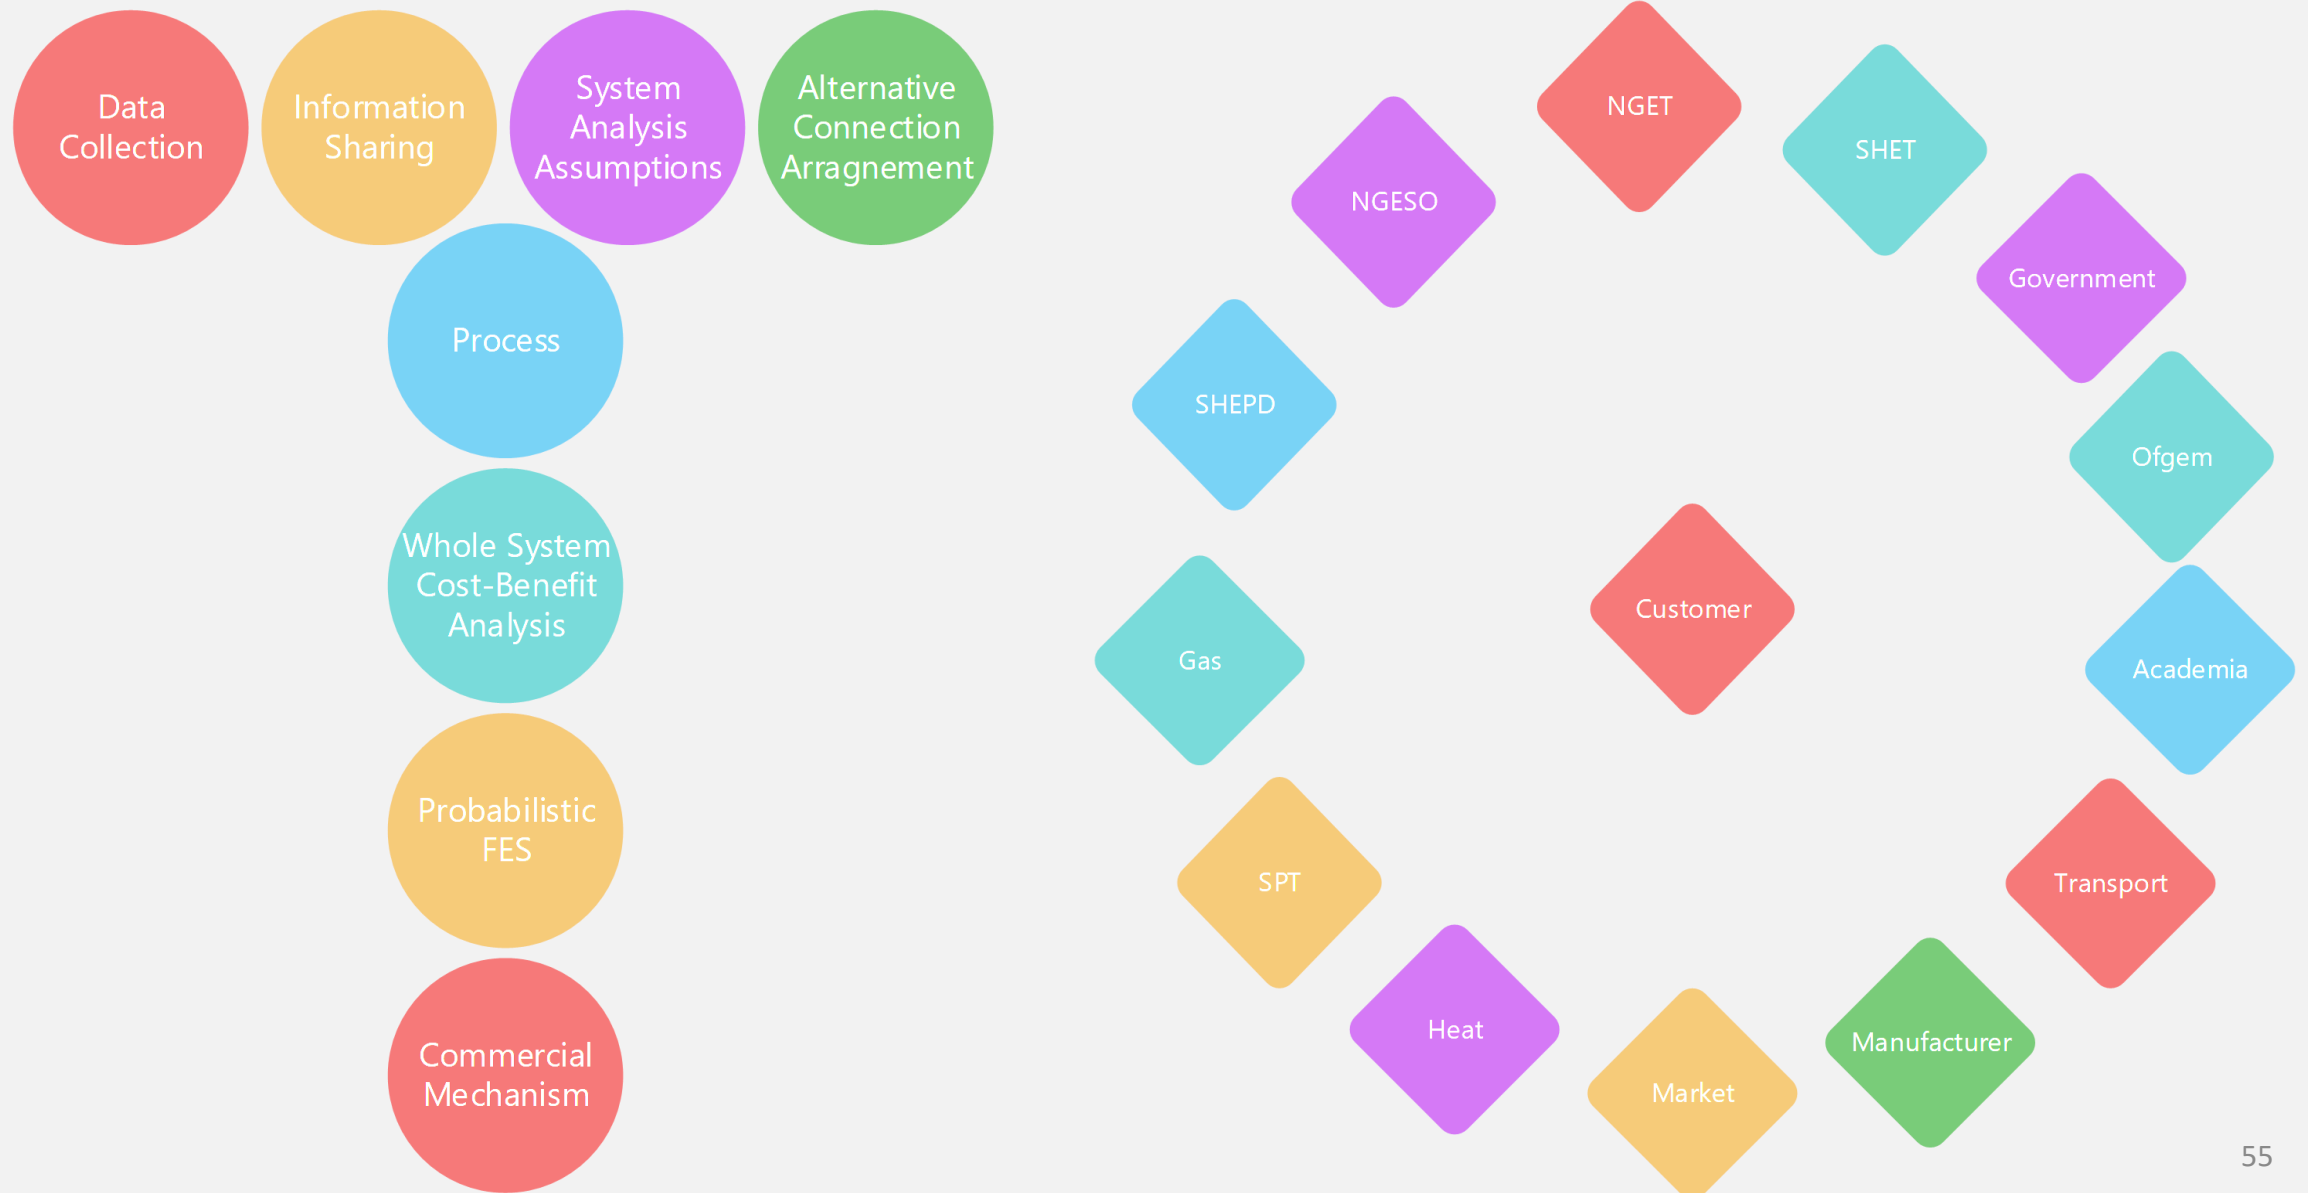 Data
Collection
Information
Sharing
System
Analysis
Assumptions
Alternative
Connection
Arragnement
Process
Whole System
Cost-Benefit
Analysis
Probabilistic
FES
Commercial
Mechanism
NGET
SHET
NGESO
Government
SHEPD
Ofgem
Customer
Gas
Academia
SPT
Transport
Heat
Manufacturer
Market
55